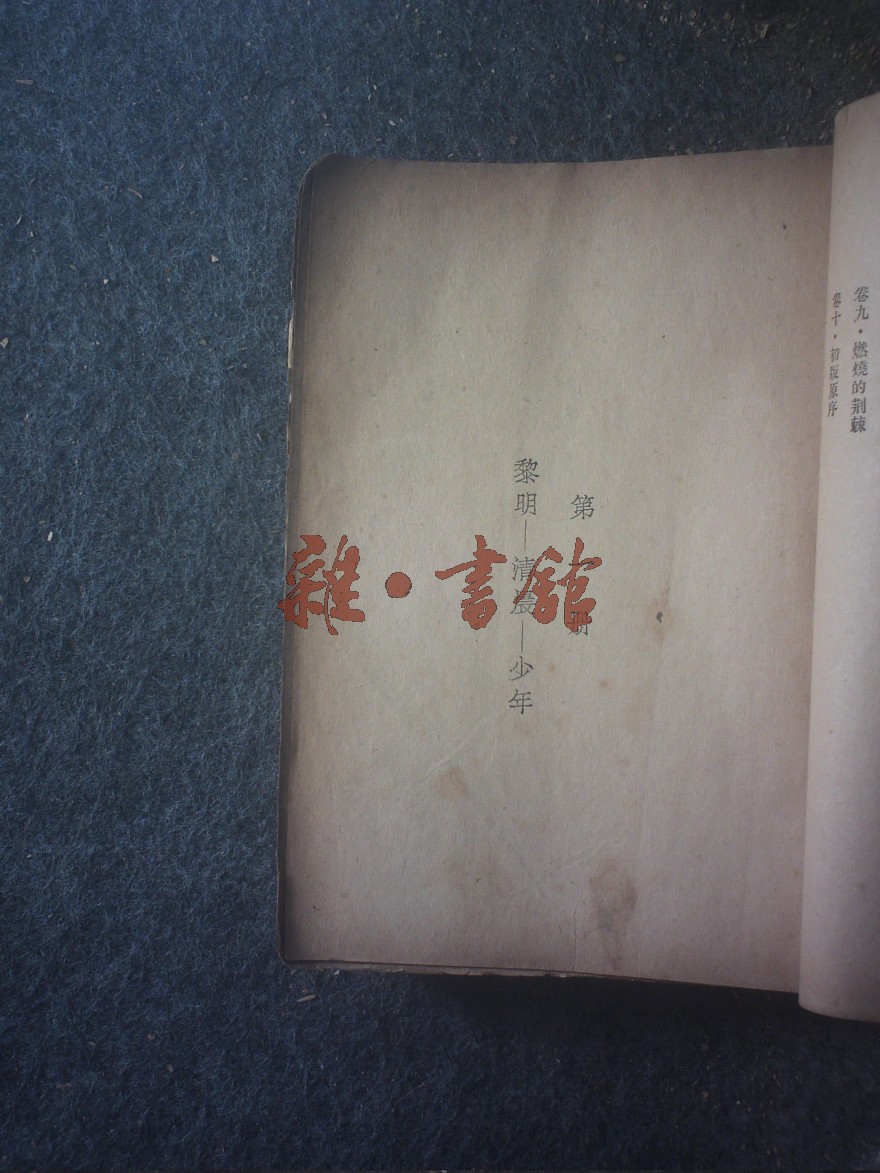 卷九·燃燒的荆棘
卷十·初版原序
第 期
黎明—清晨—少年
雜·書館